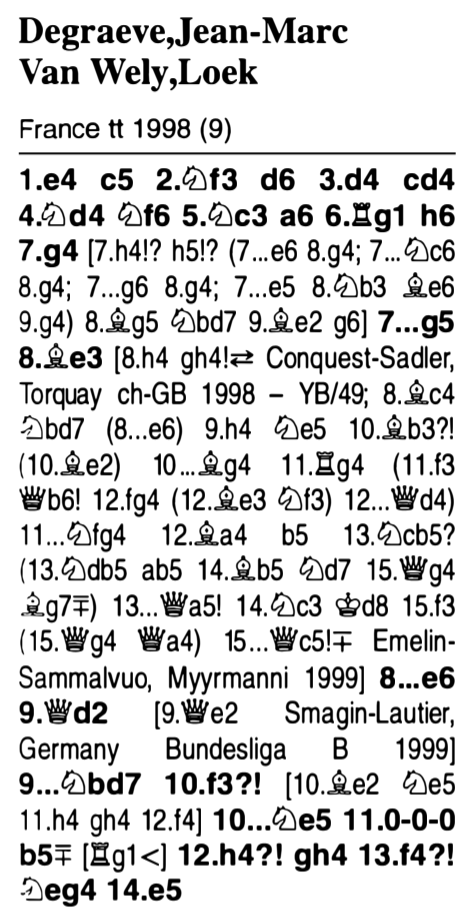 Degraeve,Jean-Marc
Van Wely,Loek
France tt 1998 (9)
1.e4 c5 2.♘f3 d6 3.d4 cd4
4.♘d4 ♘f6 5.♘c3 a6 6.♖g1 h6
7.g4 [7.h4!? h5!? (7...e6 8.g4; 7...♘c6
8.g4; 7...g6 8.g4; 7...e5 8.♘b3 ♗e6
9.g4) 8.♗g5 ♘bd7 9.♗e2 g6] 7...g5
8.♗e3 [8.h4 gh4!⇄ Conquest-Sadler,
Torquay ch-GB 1998 – YB/49; 8.♗c4
♘bd7 (8...e6) 9.h4 ♘e5 10.♗b3?!
(10.♗e2) 10...♗g4 11.♖g4 (11.f3
♕b6! 12.fg4 (12.♗e3 ♘f3) 12...♕d4)
11...♘fg4 12.♗a4 b5 13.♘cb5?
(13.♘db5 ab5 14.♗b5 ♘d7 15.♕g4
♗g7∓) 13...♕a5! 14.♘c3 ♔d8 15.f3
(15.♕g4 ♕a4) 15...♕c5!∓ Emelin-
Sammalvuo, Myyrmanni 1999] 8...e6
9.♕d2 [9.♕e2 Smagin-Lautier,
Germany Bundesliga B 1999]
9...♘bd7 10.f3?! [10.♗e2 ♘e5
11.h4 gh4 12.f4] 10...♘e5 11.0-0-0
b5⩱ [♖g1<] 12.h4?! gh4 13.f4?!
♘eg4 14.e5